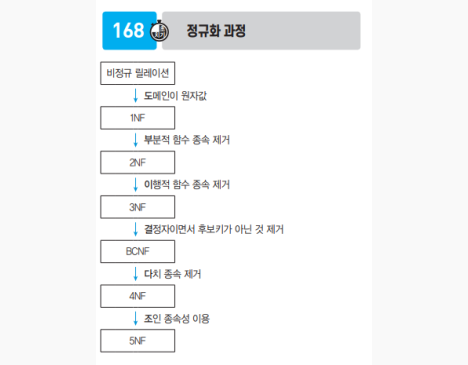 168 정규화 과정
비정규 릴레이션
도메인이 원자값
1NF
부분적 함수 종속 제거
2NF
이행적 함수 종속 제거
3NF
결정자이면서 후보키가 아닌 것 제거
BCNF
다치 종속 제거
4NF
조인 종속성 이용
5NF